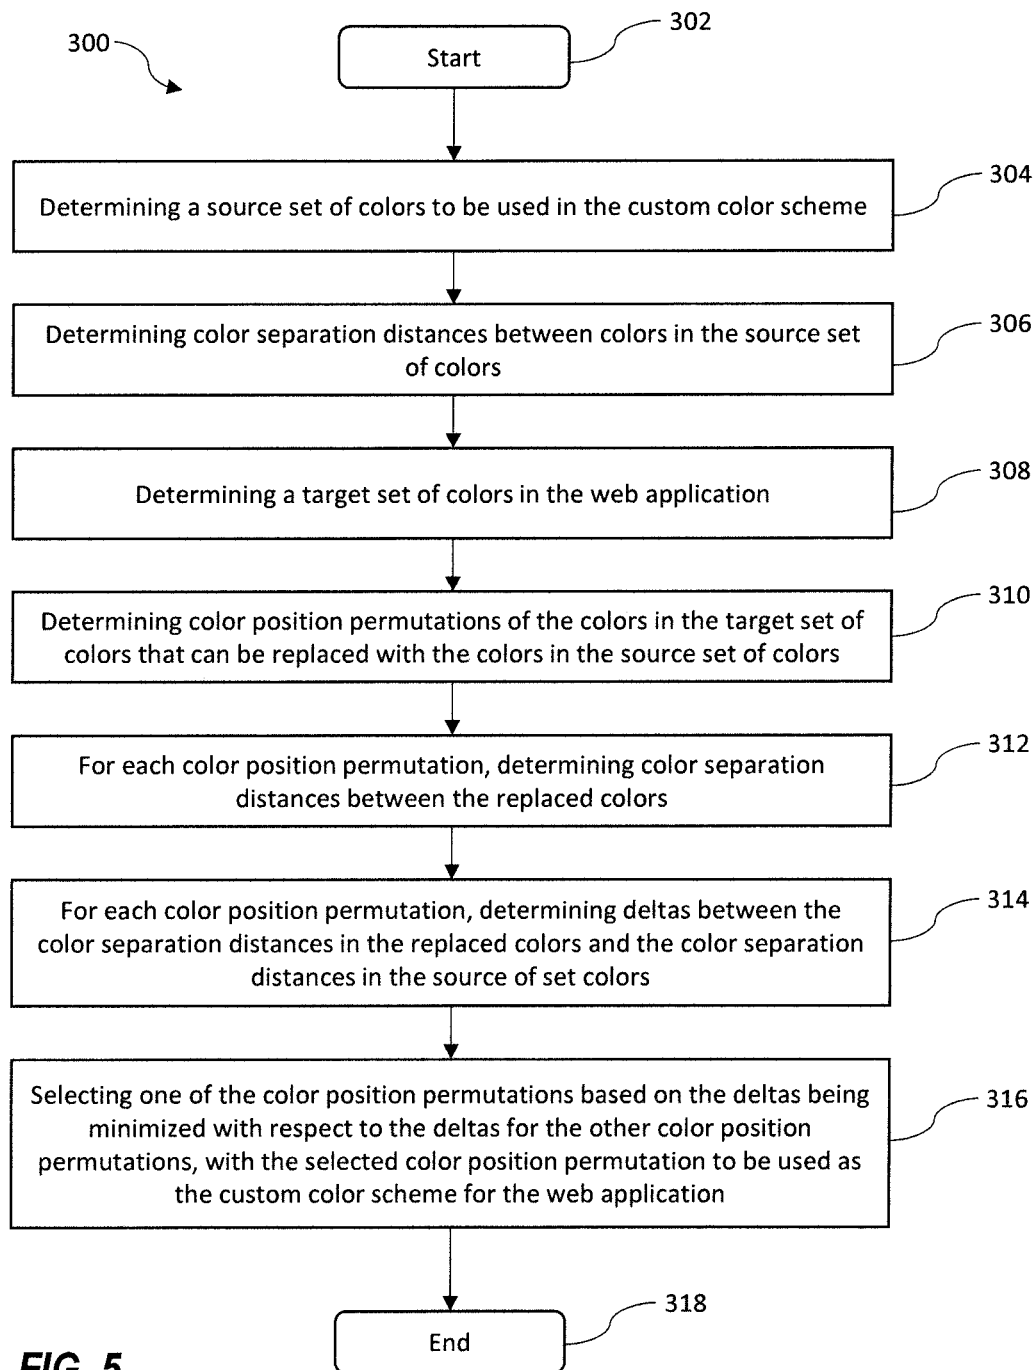 300
Start
302
Determining a source set of colors to be used in the custom color scheme
304
Determining color separation distances between colors in the source set
of colors
306
Determining a target set of colors in the web application
308
Determining color position permutations of the colors in the target set of
colors that can be replaced with the colors in the source set of colors
310
For each color position permutation, determining color separation
distances between the replaced colors
312
For each color position permutation, determining deltas between the
color separation distances in the replaced colors and the color separation
distances in the source of set colors
314
Selecting one of the color position permutations based on the deltas being
minimized with respect to the deltas for the other color position
permutations, with the selected color position permutation to be used as
the custom color scheme for the web application
316
End
318
FIG. 5